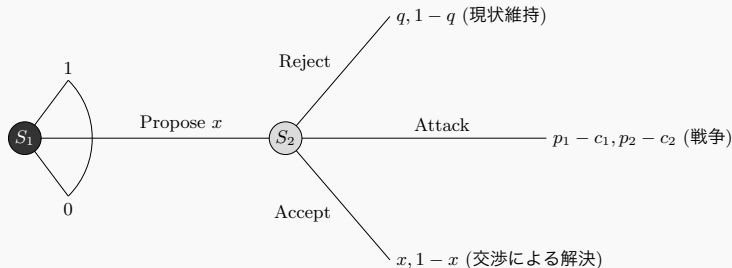 q, 1 − q (現状維持)
Reject
1
Propose x
Attack
S₁
S₂
p₁ − c₁, p₂ − c₂ (戦争)
Accept
0
x, 1 − x (交渉による解決)